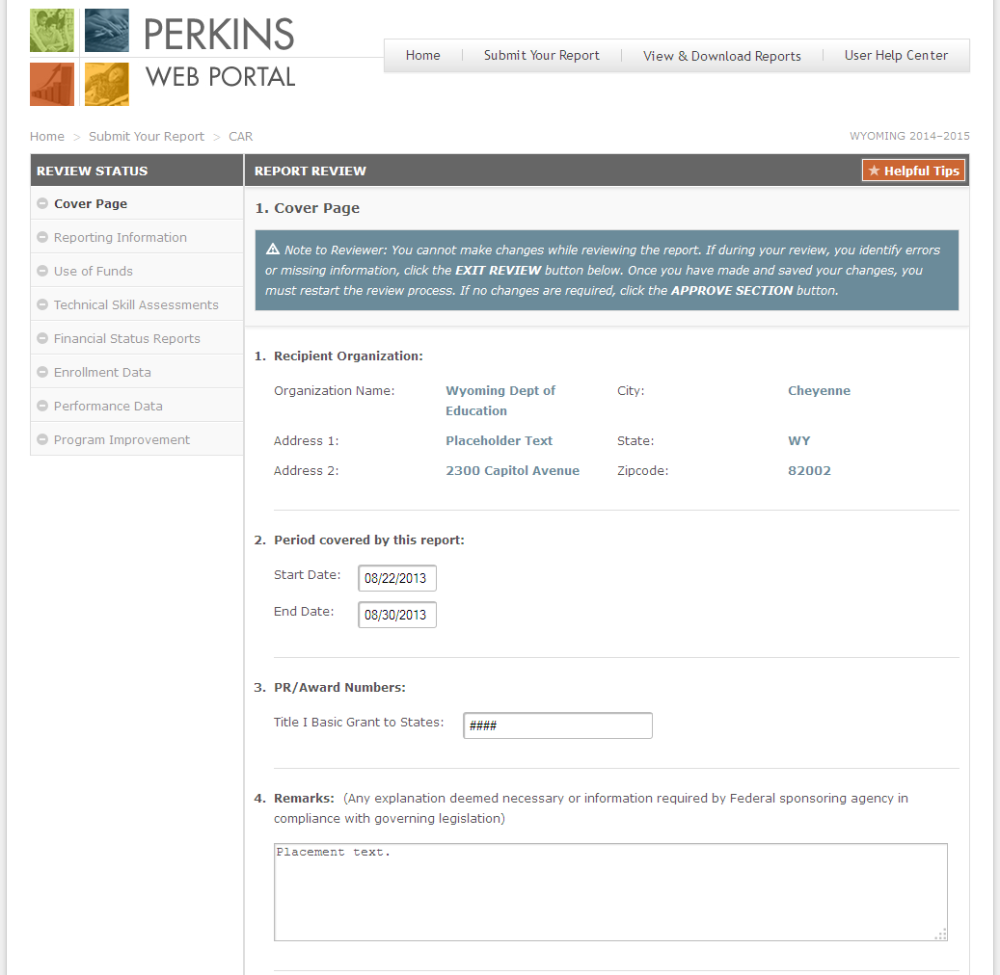 PERKINS
WEB PORTAL
Home
Submit Your Report
View & Download Reports
User Help Center
Home > Submit Your Report > CAR
WYOMING 2014–2015
REVIEW STATUS
Cover Page
Reporting Information
Use of Funds
Technical Skill Assessments
Financial Status Reports
Enrollment Data
Performance Data
Program Improvement
REPORT REVIEW
★ Helpful Tips
1. Cover Page
Note to Reviewer: You cannot make changes while reviewing the report. If during your review, you identify errors
or missing information, click the EXIT REVIEW button below. Once you have made and saved your changes, you
must restart the review process. If no changes are required, click the APPROVE SECTION button.
1. Recipient Organization:
Organization Name: Wyoming Dept of
Education
City: Cheyenne
Address 1: Placeholder Text
State: WY
Address 2: 2300 Capitol Avenue
Zipcode: 82002
2. Period covered by this report:
Start Date: 08/22/2013
End Date: 08/30/2013
3. PR/Award Numbers:
Title I Basic Grant to States: ####
4. Remarks: (Any explanation deemed necessary or information required by Federal sponsoring agency in
compliance with governing legislation)
Placement text.